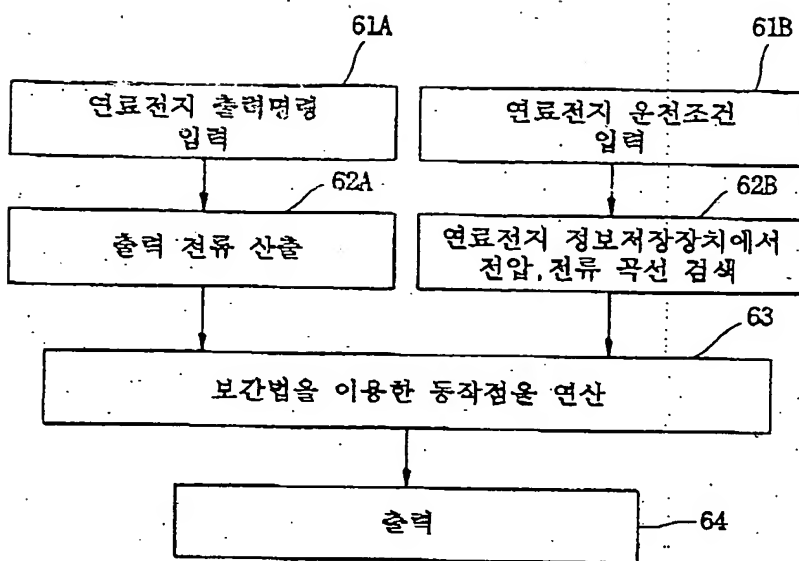 61A
61B
연료전지 출력명령
입력
연료전지 운전조건
입력
62A
62B
출력 전류 산출
연료전지 정보저장장치에서
전압,전류 곡선 검색
63
보간법을 이용한 동작점을 연산
출력
64